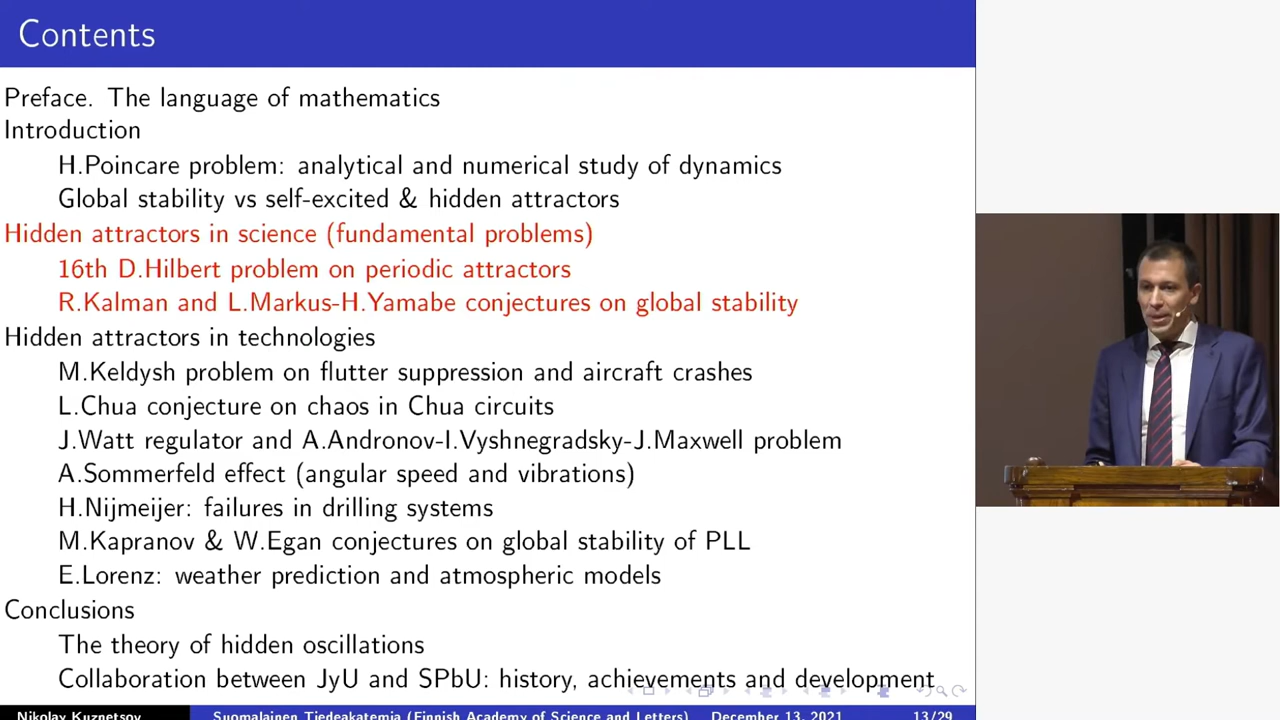 Contents
Preface. The language of mathematics
Introduction
H.Poincare problem: analytical and numerical study of dynamics
Global stability vs self-excited & hidden attractors
Hidden attractors in science (fundamental problems)
16th D.Hilbert problem on periodic attractors
R.Kalman and L.Markus-H.Yamabe conjectures on global stability
Hidden attractors in technologies
M.Keldysh problem on flutter suppression and aircraft crashes
L.Chua conjecture on chaos in Chua circuits
J.Watt regulator and A.Andronov-I.Vyshnegradsky-J.Maxwell problem
A.Sommerfeld effect (angular speed and vibrations)
H.Nijmeijer: failures in drilling systems
M.Kapranov & W.Egan conjectures on global stability of PLL
E.Lorenz: weather prediction and atmospheric models
Conclusions
The theory of hidden oscillations
Collaboration between JyU and SPbU: history, achievements and development
Nikolay Kuznetsov Suomalainen Tiedeakatemia (Finnish Academy of Science and Letters) December 13, 2021 13/29